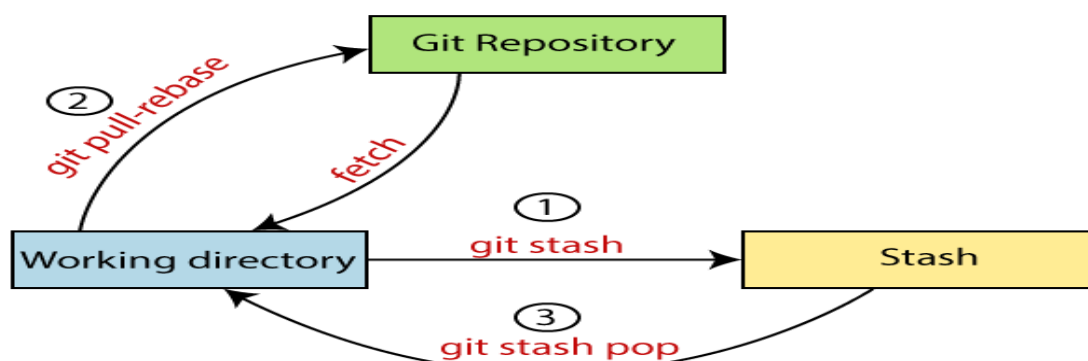 Git Repository
2
git pull-rebase
fetch
1
git stash
Working directory
Stash
3
git stash pop